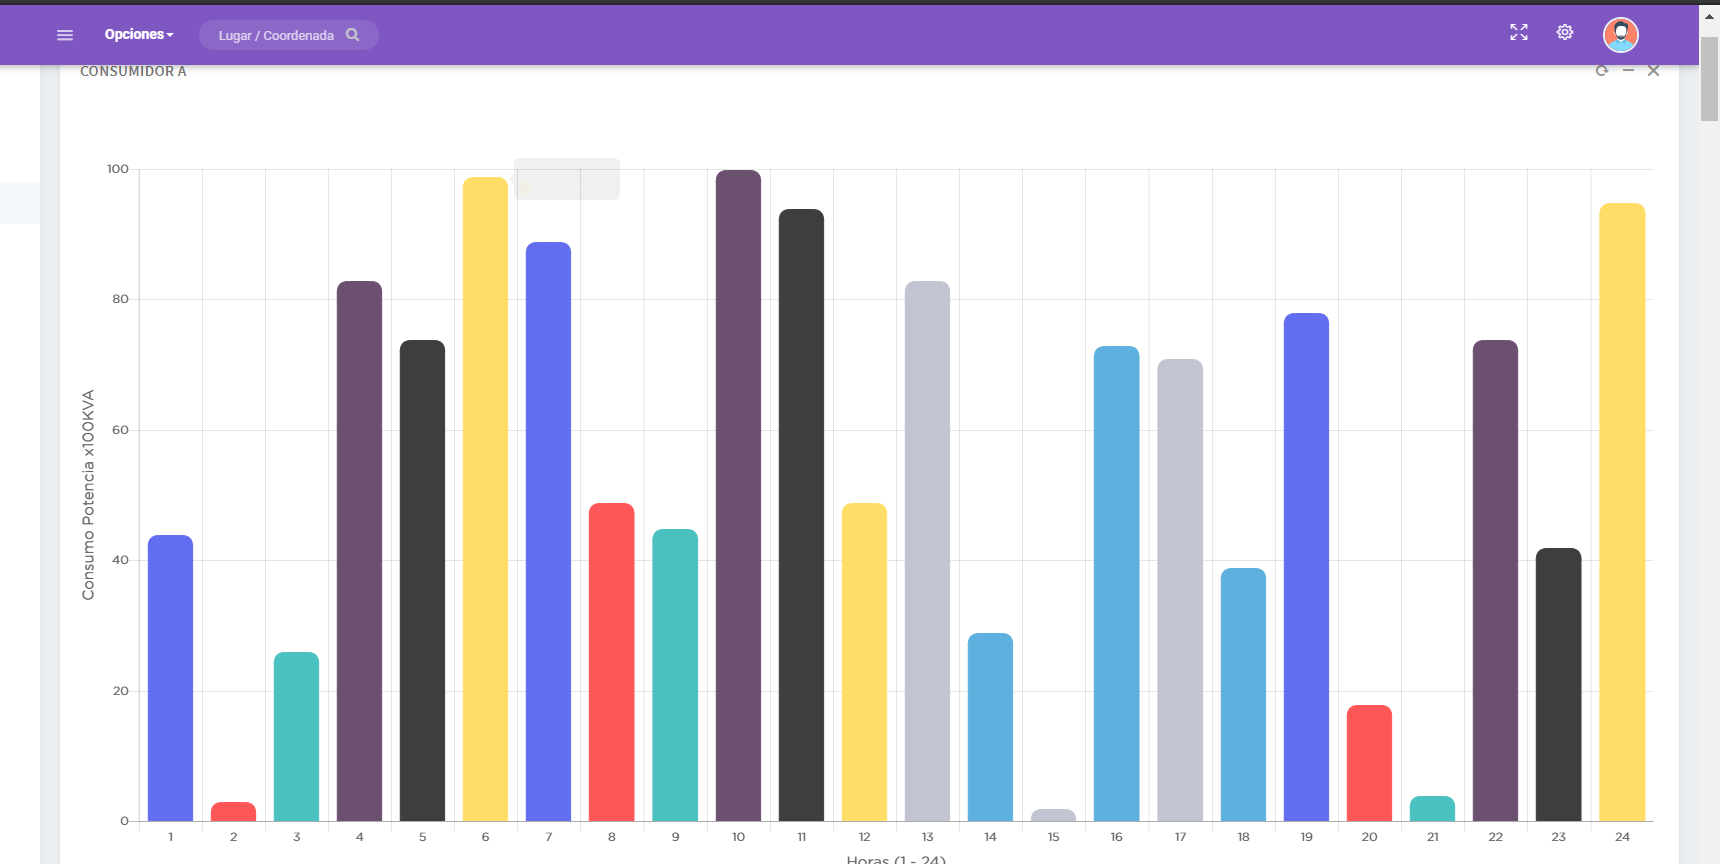 Opciones
Lugar / Coordenada
CONSUMIDOR A
100
80
60
40
20
0
Consumo Potencia x100KVA
1 2 3 4 5 6 7 8 9 10 11 12 13 14 15 16 17 18 19 20 21 22 23 24
Horas (1 - 24)